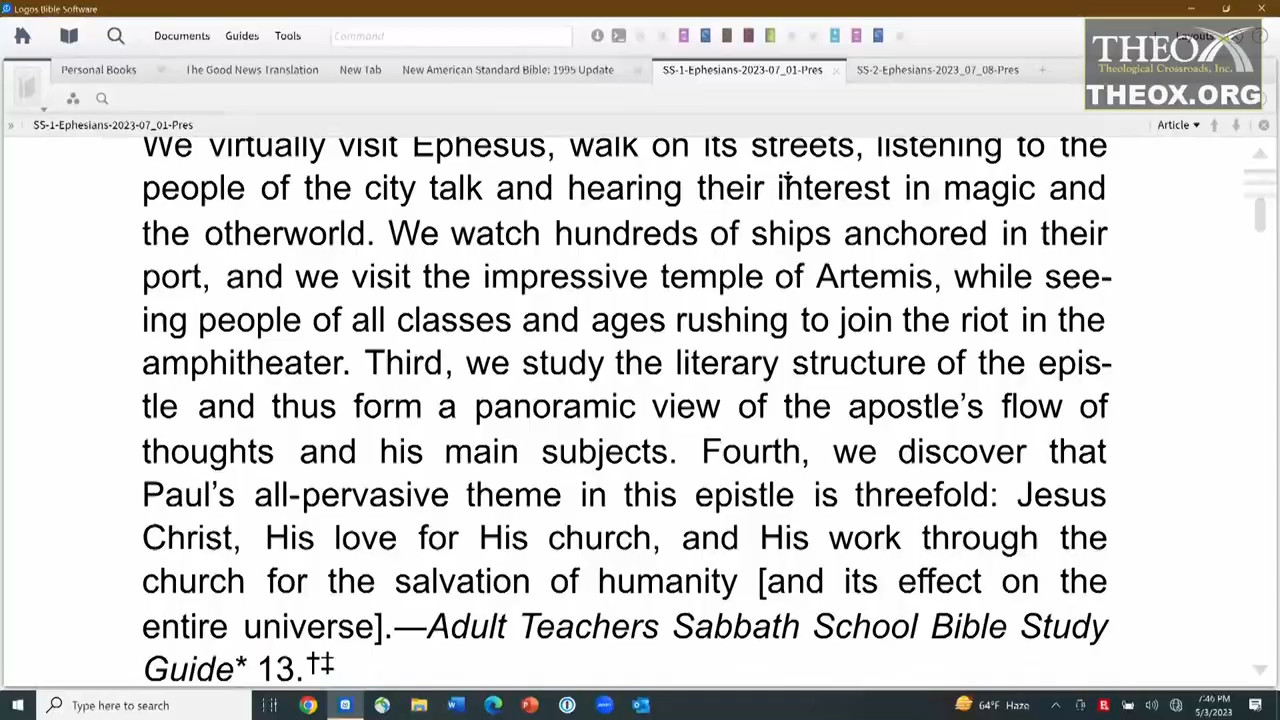 Logos Bible Software
Documents Guides Tools Command
THEOX
Theological Crossroads, Inc.
THEOX.ORG
Personal Books The Good News Translation New Tab SS-1-Ephesians-2023-07_01-Pres SS-2-Ephesians-2023_07_08-Pres +
» SS-1-Ephesians-2023-07_01-Pres Article
We virtually visit Ephesus, walk on its streets, listening to the
people of the city talk and hearing their interest in magic and
the otherworld. We watch hundreds of ships anchored in their
port, and we visit the impressive temple of Artemis, while see-
ing people of all classes and ages rushing to join the riot in the
amphitheater. Third, we study the literary structure of the epis-
tle and thus form a panoramic view of the apostle's flow of
thoughts and his main subjects. Fourth, we discover that
Paul's all-pervasive theme in this epistle is threefold: Jesus
Christ, His love for His church, and His work through the
church for the salvation of humanity [and its effect on the
entire universe].—Adult Teachers Sabbath School Bible Study
Guide* 13.†‡
Type here to search 64°F Haze 7:46 PM
5/3/2023